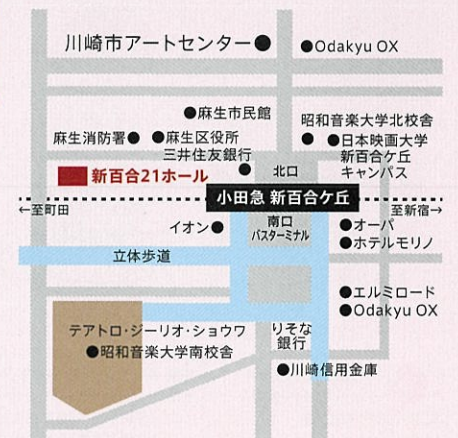 川崎市アートセンター●
●Odakyu OX
●麻生市民館
昭和音楽大学北校舎
麻生消防署●
●麻生区役所
三井住友銀行
●日本映画大学
新百合ケ丘
キャンパス
新百合21ホール
北口
小田急 新百合ケ丘
←至町田
至新宿→
イオン●
南口
バスターミナル
●オーパ
●ホテルモリノ
立体歩道
●エルミロード
●Odakyu OX
テアトロ・ジーリオ・ショウワ
●昭和音楽大学南校舎
りそな
銀行
●川崎信用金庫